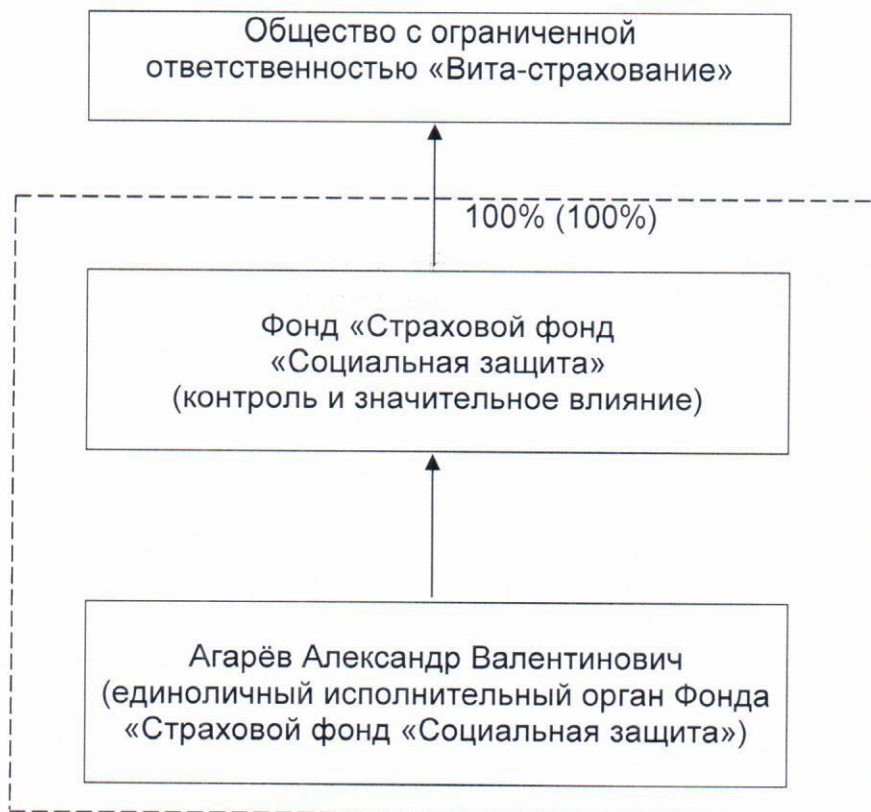 Общество с ограниченной
ответственностью «Вита-страхование»
100% (100%)
Фонд «Страховой фонд
«Социальная защита»
(контроль и значительное влияние)
Агарёв Александр Валентинович
(единоличный исполнительный орган Фонда
«Страховой фонд «Социальная защита»)